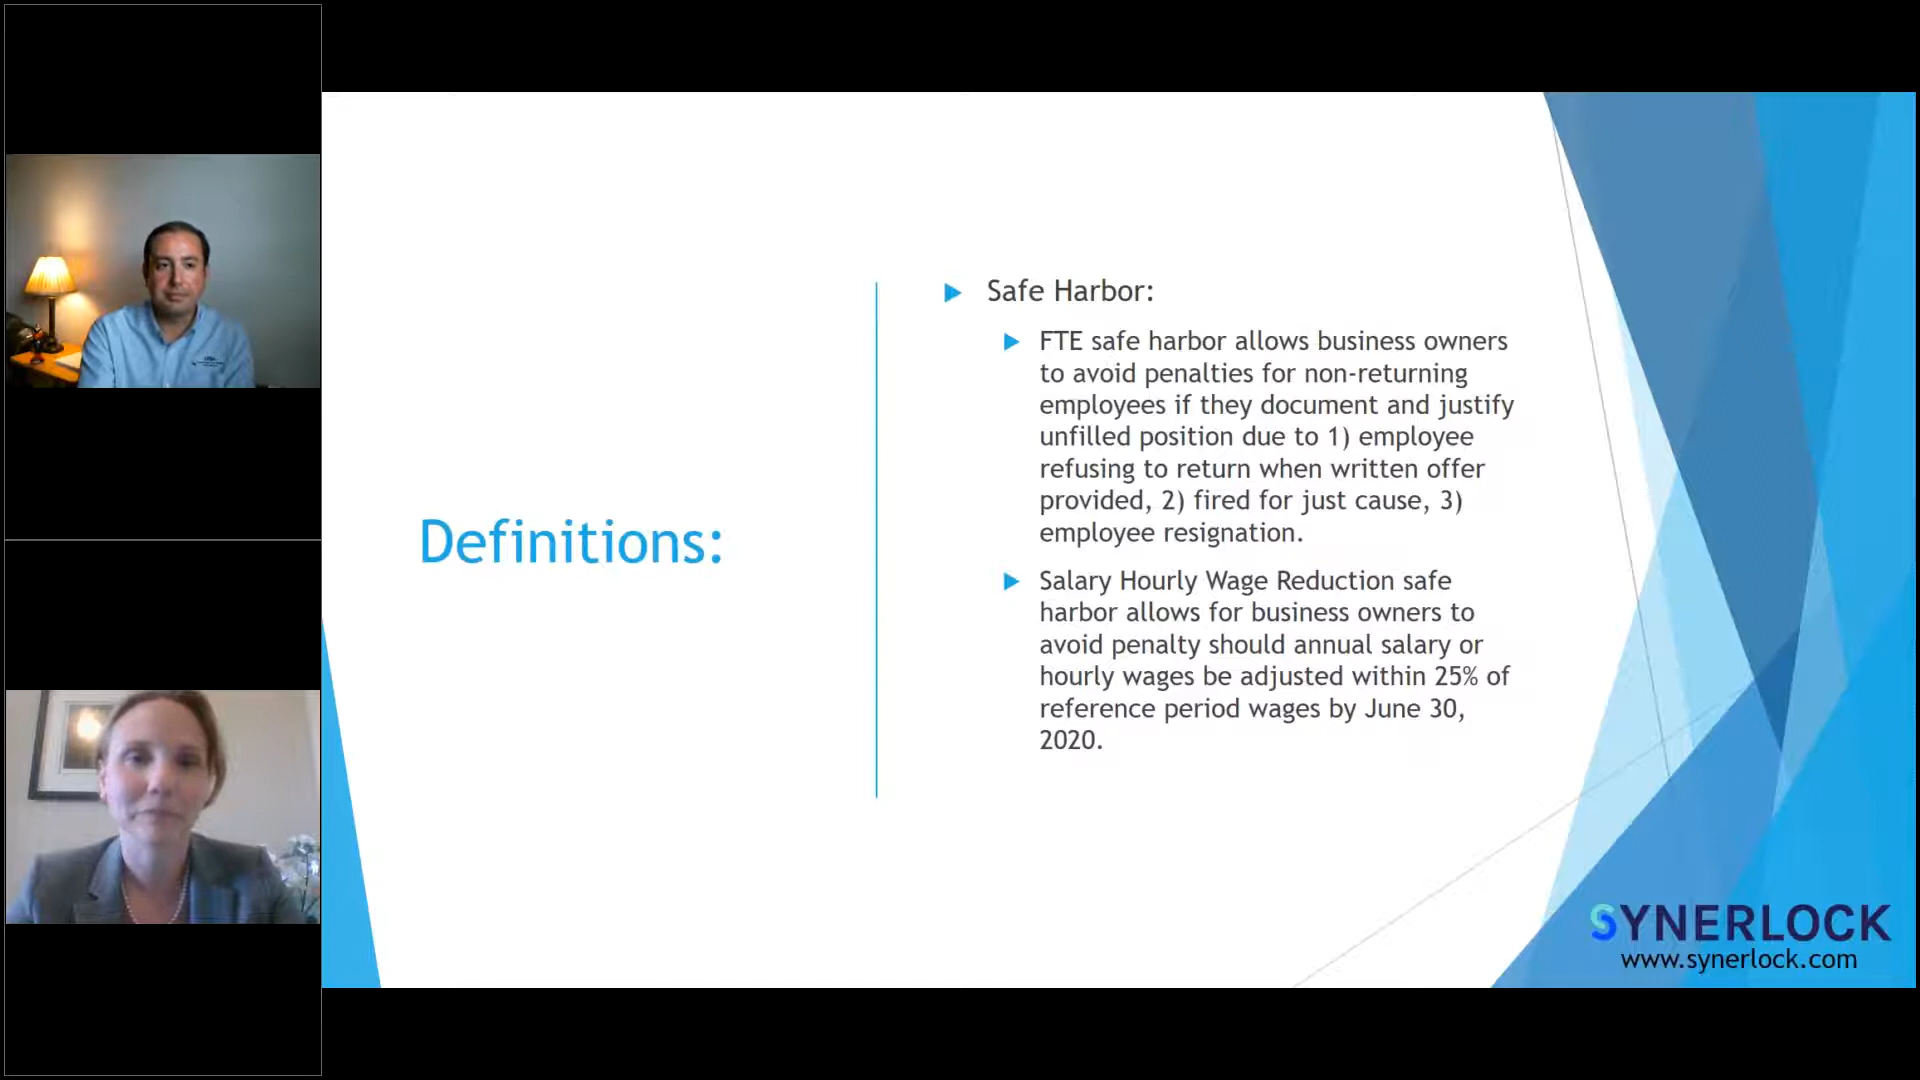 Definitions:
Safe Harbor:
FTE safe harbor allows business owners
to avoid penalties for non-returning
employees if they document and justify
unfilled position due to 1) employee
refusing to return when written offer
provided, 2) fired for just cause, 3)
employee resignation.
Salary Hourly Wage Reduction safe
harbor allows for business owners to
avoid penalty should annual salary or
hourly wages be adjusted within 25% of
reference period wages by June 30,
2020.
SYNERLOCK
www.synerlock.com